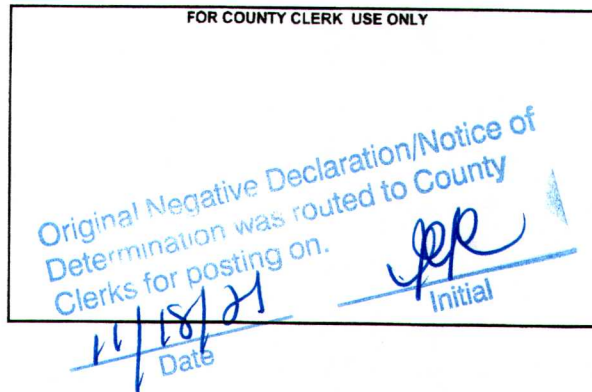 FOR COUNTY CLERK USE ONLY
Original Negative Declaration/Notice of
Determination was routed to County
Clerks for posting on.
11/18/21
Date
Initial